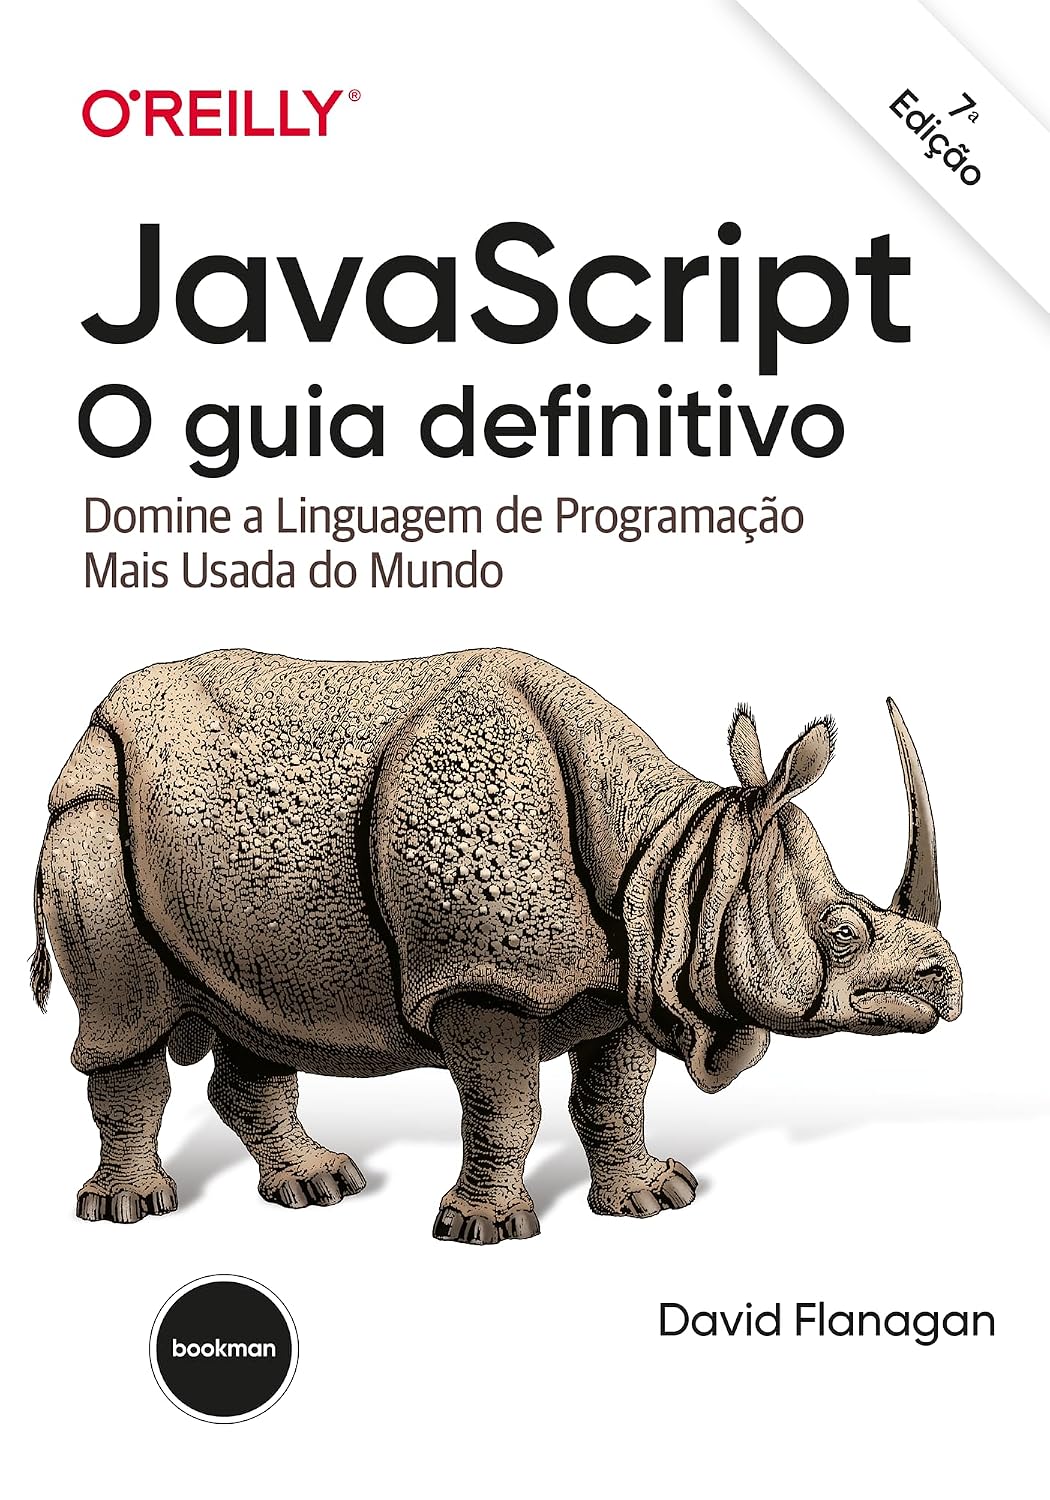 O'REILLY®
7ª
Edição
JavaScript
O guia definitivo
Domine a Linguagem de Programação
Mais Usada do Mundo
David Flanagan
bookman